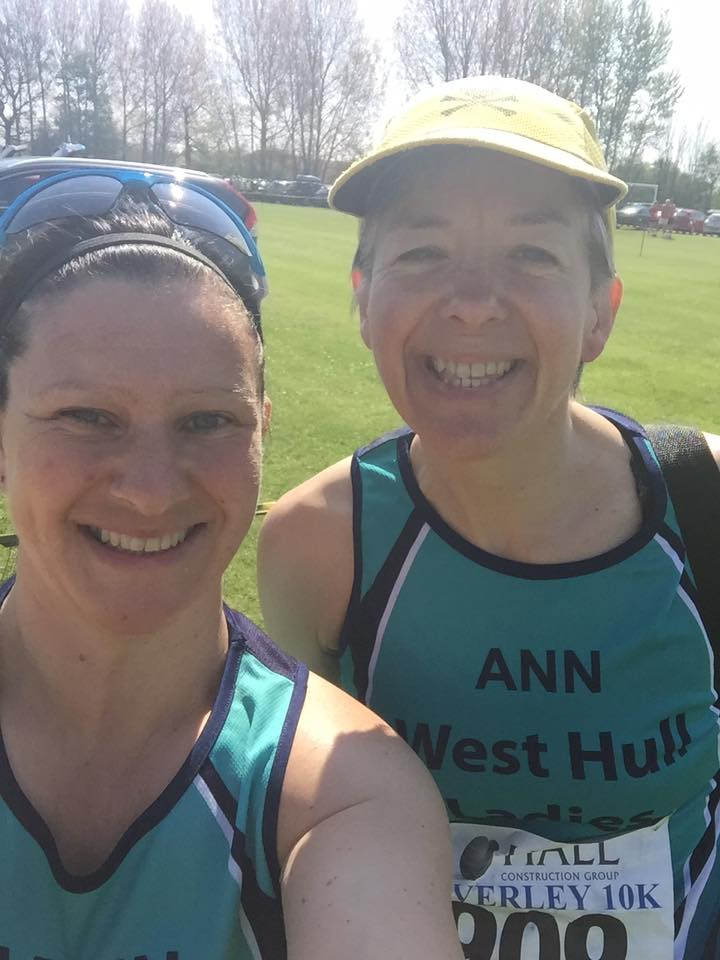 ANN
West Hull
Ladies
HALL
CONSTRUCTION GROUP
VERLEY 10K